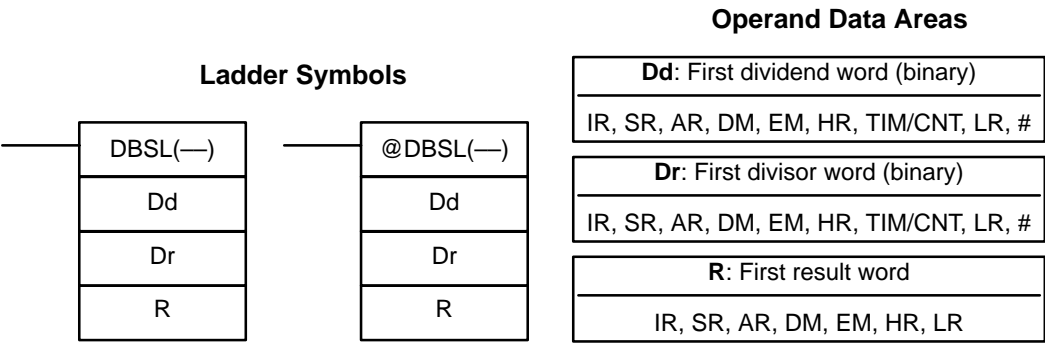 Operand Data Areas
Ladder Symbols
DBSL(––)
Dd
Dr
R
@DBSL(––)
Dd
Dr
R
Dd: First dividend word (binary)
IR, SR, AR, DM, EM, HR, TIM/CNT, LR, #
Dr: First divisor word (binary)
IR, SR, AR, DM, EM, HR, TIM/CNT, LR, #
R: First result word
IR, SR, AR, DM, EM, HR, LR